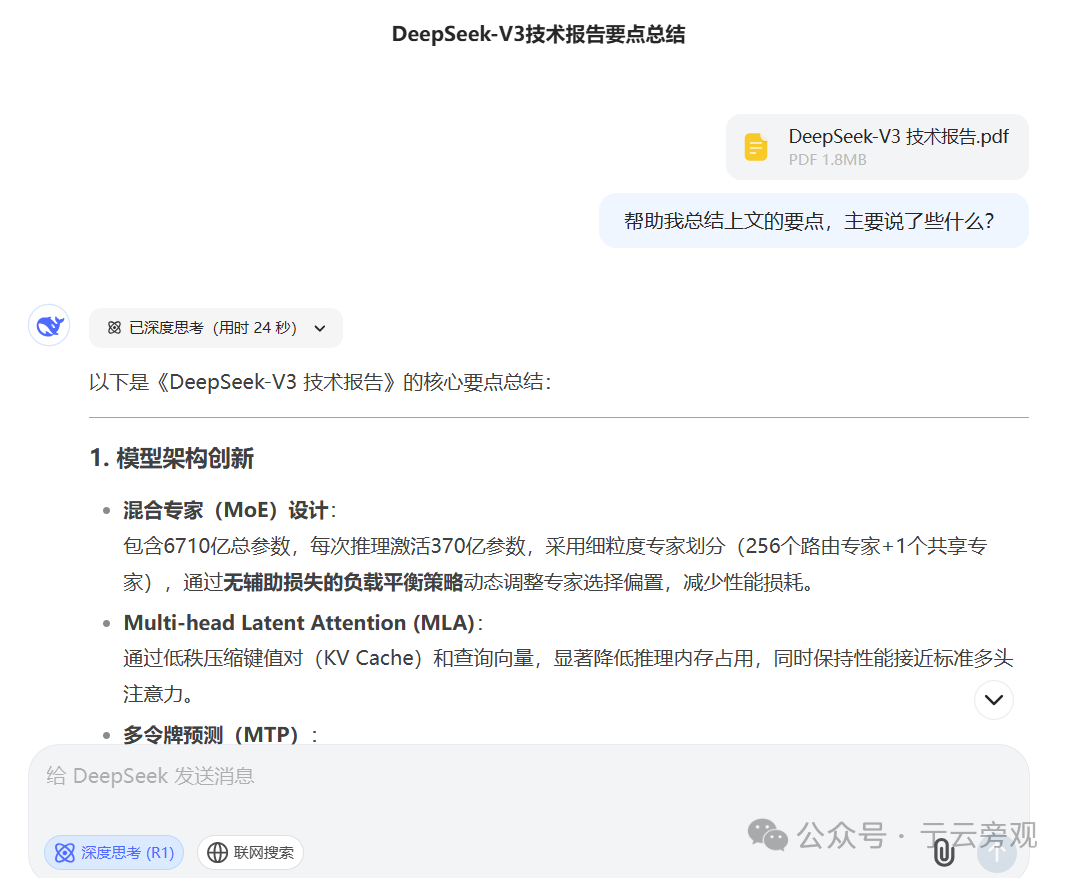 DeepSeek-V3技术报告要点总结
DeepSeek-V3 技术报告.pdf
PDF 1.8MB
帮助我总结上文的要点，主要说了些什么？
已深度思考（用时 24 秒）
以下是《DeepSeek-V3 技术报告》的核心要点总结：
1. 模型架构创新
混合专家（MoE）设计：
包含6710亿总参数，每次推理激活370亿参数，采用细粒度专家划分（256个路由专家+1个共享专
家），通过无辅助损失的负载平衡策略动态调整专家选择偏置，减少性能损耗。
Multi-head Latent Attention (MLA)：
通过低秩压缩键值对（KV Cache）和查询向量，显著降低推理内存占用，同时保持性能接近标准多头
注意力。
多令牌预测（MTP）：
给 DeepSeek 发送消息
深度思考 (R1)
联网搜索
公众号 · 亍云旁观